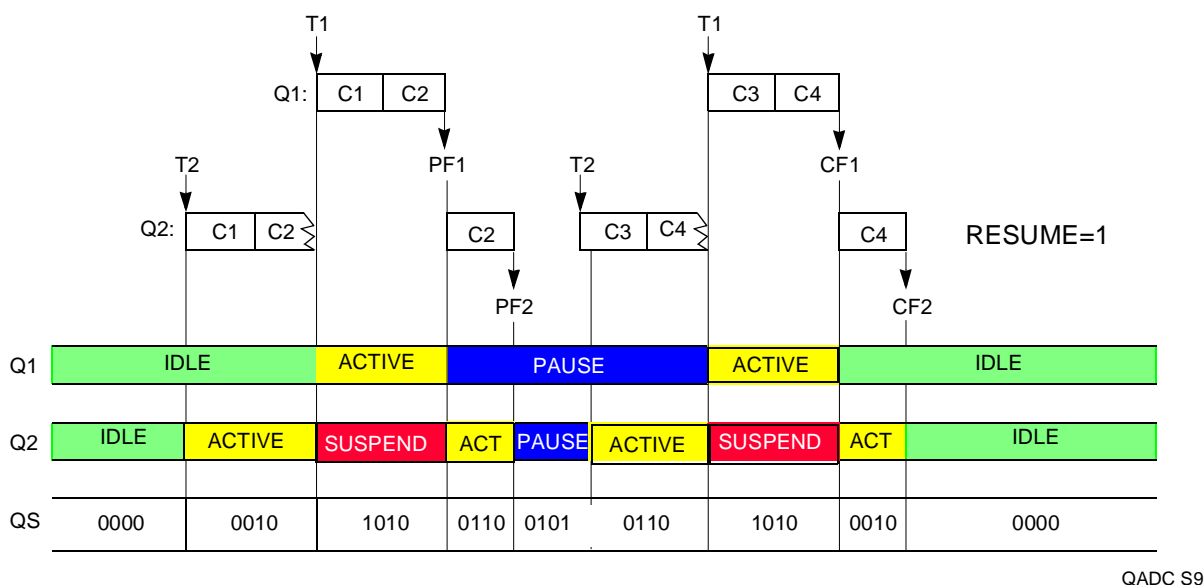 T1 T1
Q1: C1 C2 C3 C4
T2 PF1 T2 CF1
Q2: C1 C2 C2 C3 C4 C4 RESUME=1
PF2 CF2
Q1 IDLE ACTIVE PAUSE ACTIVE IDLE
Q2 IDLE ACTIVE SUSPEND ACT PAUSE ACTIVE SUSPEND ACT IDLE
QS 0000 0010 1010 0110 0101 0110 1010 0010 0000
QADC S9